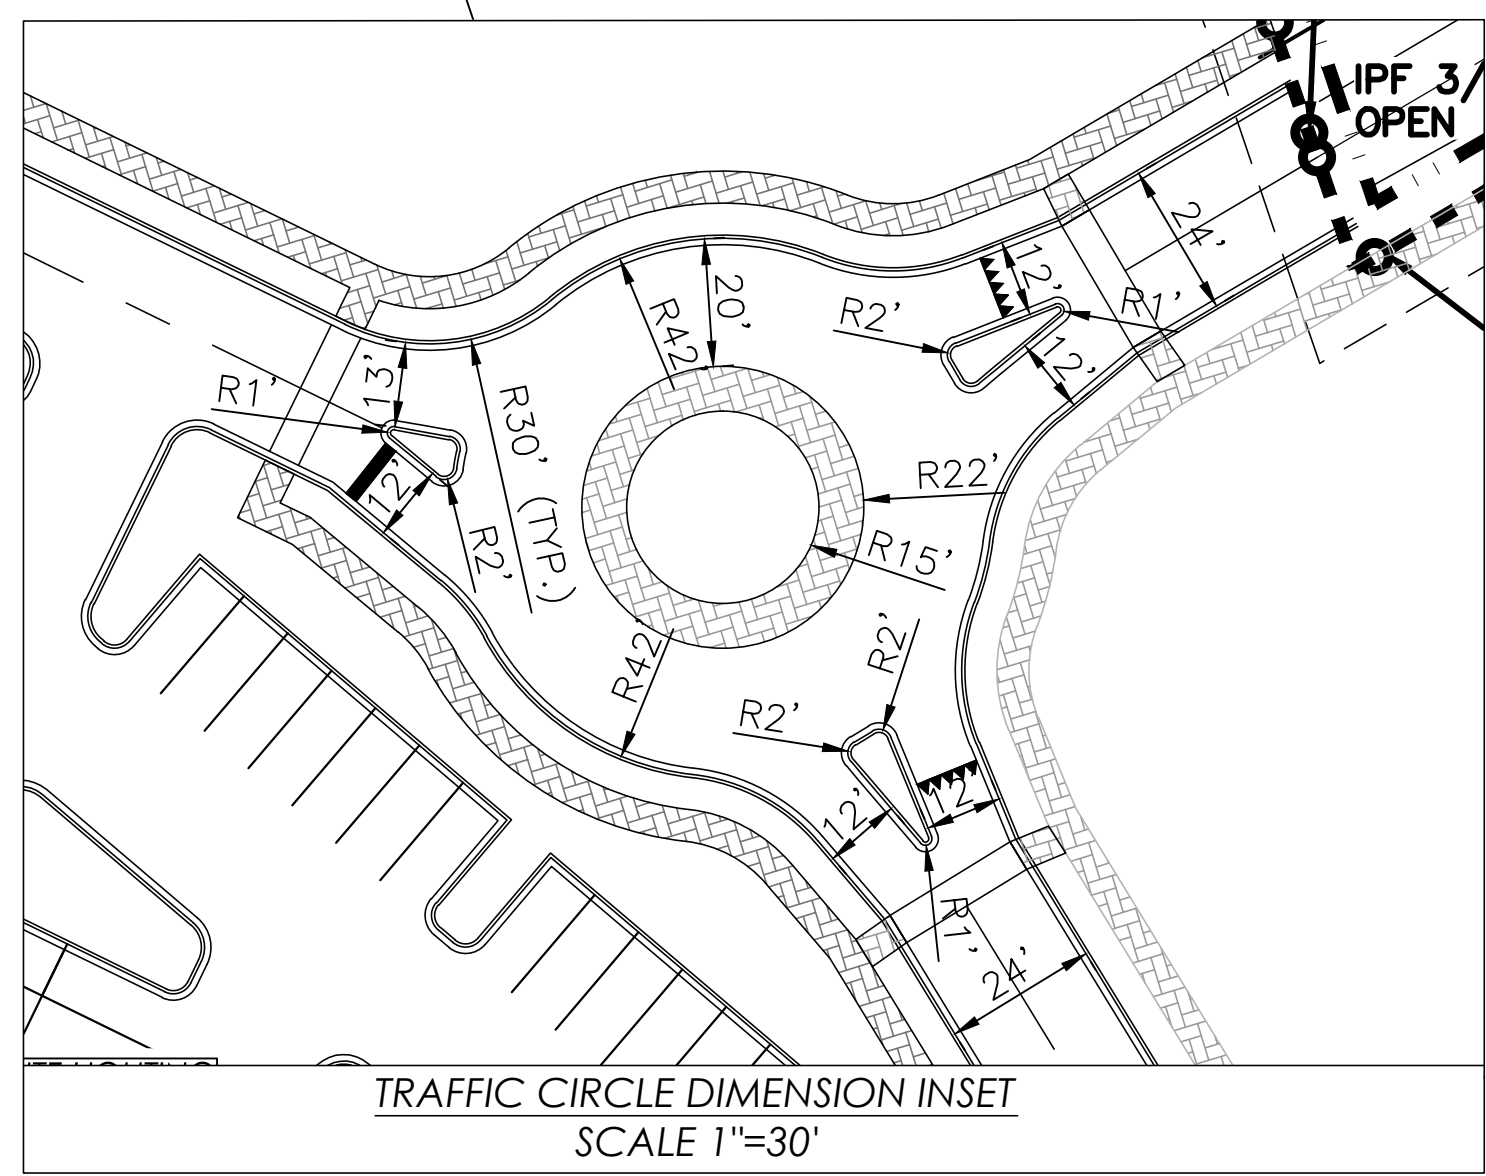 IPF 3/
OPEN
24'
12'
R2'
R1'
12'
20'
R42'
13'
R1'
R30' (TYP.)
12'
R2'
R22'
R15'
R42'
R2'
R2'
12'
12'
R1'
24'
TRAFFIC CIRCLE DIMENSION INSET
SCALE 1"=30'